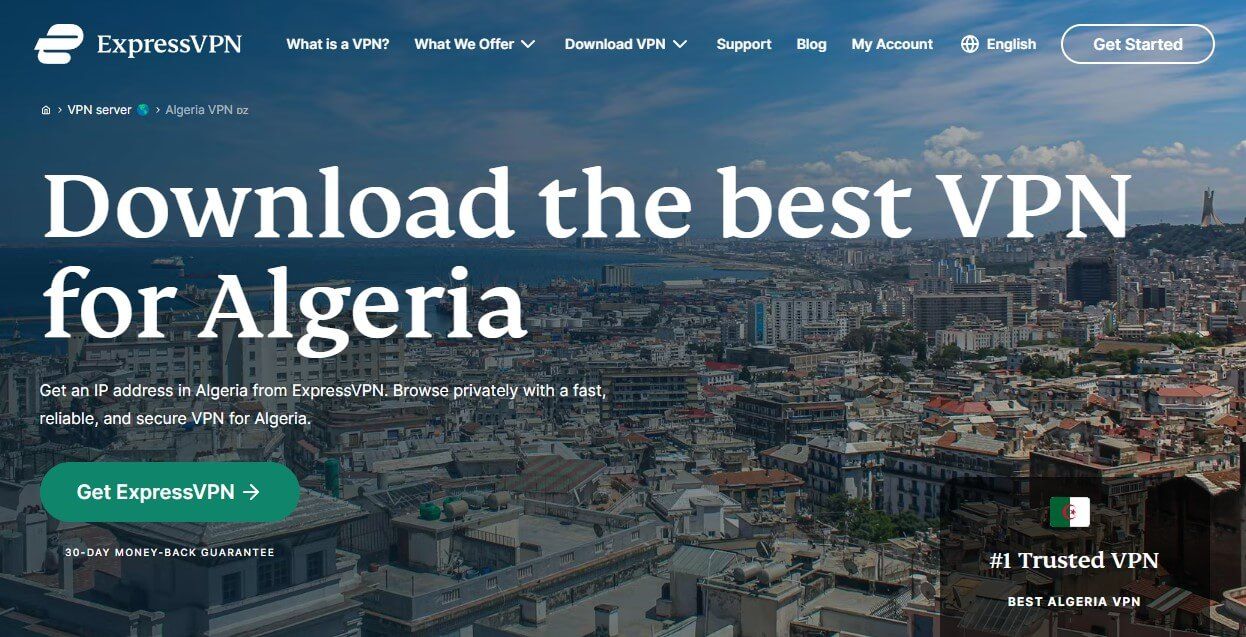 ExpressVPN
What is a VPN? What We Offer Download VPN Support Blog My Account English Get Started
> VPN server > Algeria VPN DZ
Download the best VPN
for Algeria
Get an IP address in Algeria from ExpressVPN. Browse privately with a fast,
reliable, and secure VPN for Algeria.
Get ExpressVPN →
30-DAY MONEY-BACK GUARANTEE
#1 Trusted VPN
BEST ALGERIA VPN